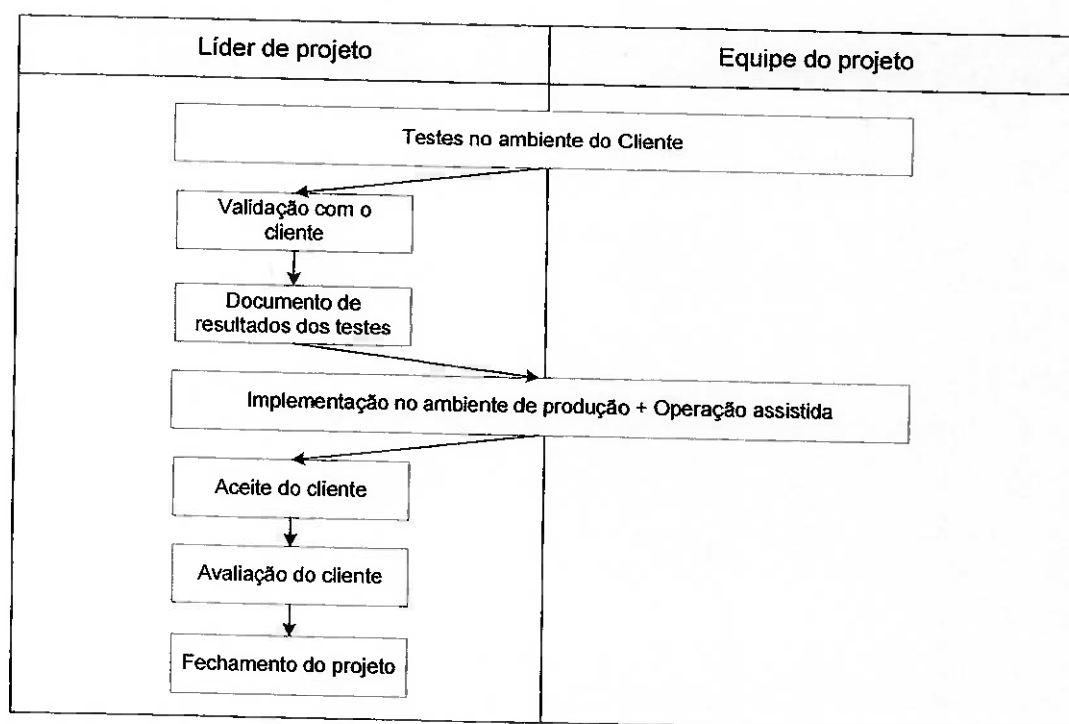 Líder de projeto
Equipe do projeto
Testes no ambiente do Cliente
Validação com o
cliente
Documento de
resultados dos testes
Implementação no ambiente de produção + Operação assistida
Aceite do cliente
Avaliação do cliente
Fechamento do projeto